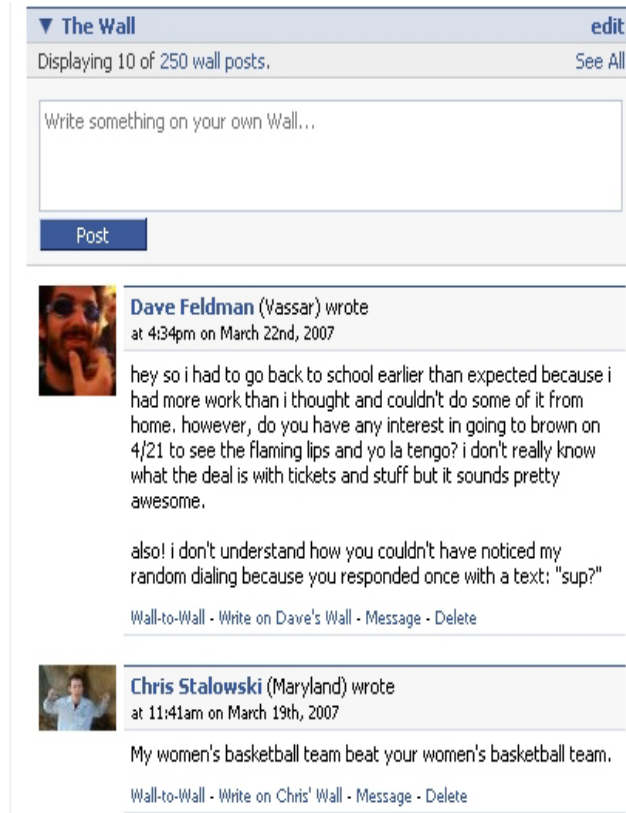 ▼ The Wall edit
Displaying 10 of 250 wall posts. See All
Write something on your own Wall...
Post
Dave Feldman (Vassar) wrote
at 4:34pm on March 22nd, 2007
hey so i had to go back to school earlier than expected because i
had more work than i thought and couldn't do some of it from
home. however, do you have any interest in going to brown on
4/21 to see the flaming lips and yo la tengo? i don't really know
what the deal is with tickets and stuff but it sounds pretty
awesome.
also! i don't understand how you couldn't have noticed my
random dialing because you responded once with a text: "sup?"
Wall-to-Wall - Write on Dave's Wall - Message - Delete
Chris Stalowski (Maryland) wrote
at 11:41am on March 19th, 2007
My women's basketball team beat your women's basketball team.
Wall-to-Wall - Write on Chris' Wall - Message - Delete